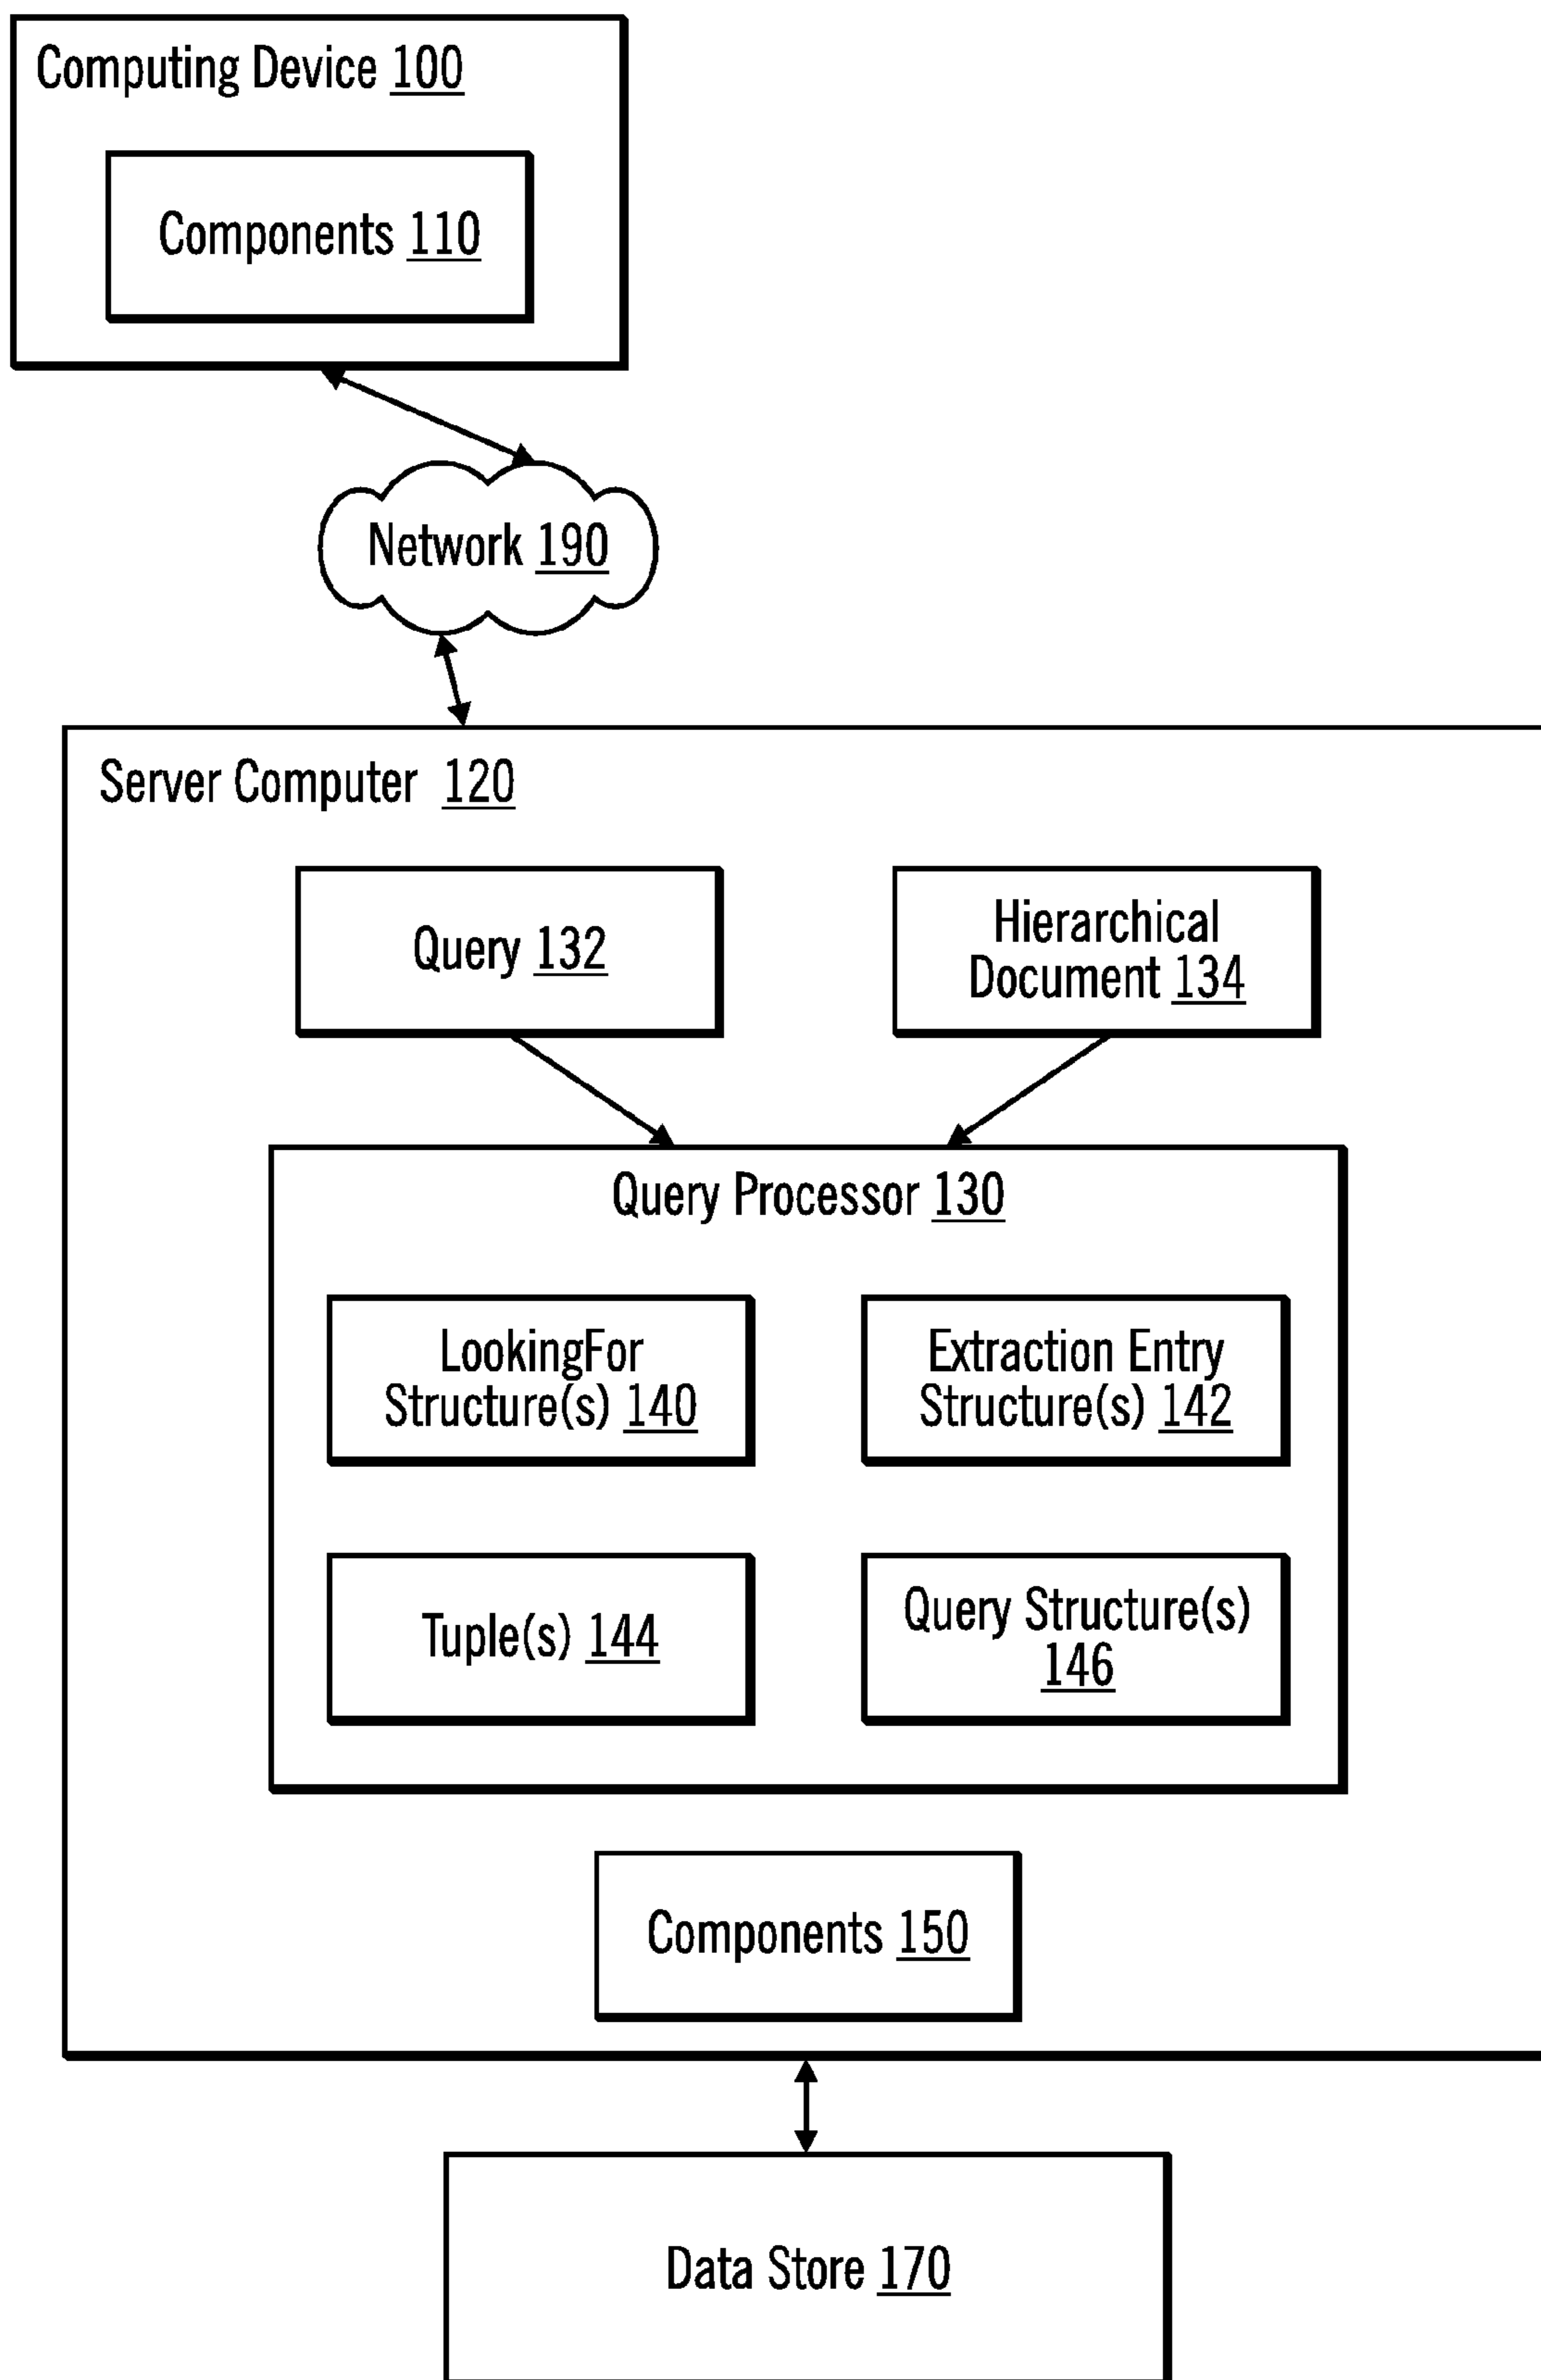 Computing Device 100
Components 110
Network 190
Server Computer 120
Query 132
Hierarchical
Document 134
Query Processor 130
LookingFor
Structure(s) 140
Extraction Entry
Structure(s) 142
Tuple(s) 144
Query Structure(s)
146
Components 150
Data Store 170